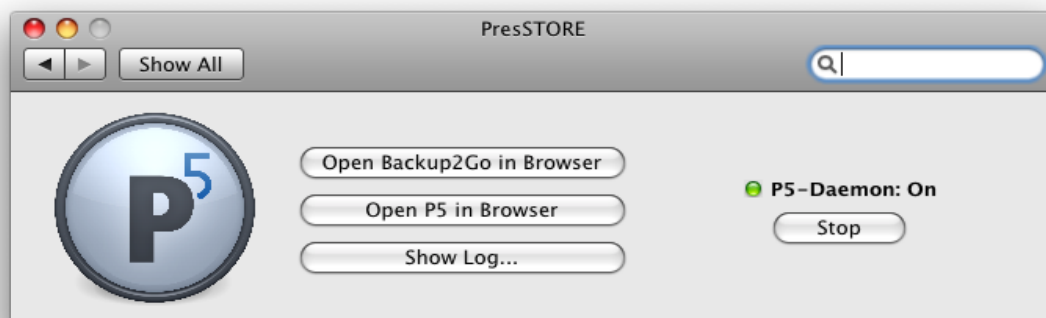 PresSTORE
Show All
P5
Open Backup2Go in Browser
Open P5 in Browser
Show Log...
P5-Daemon: On
Stop